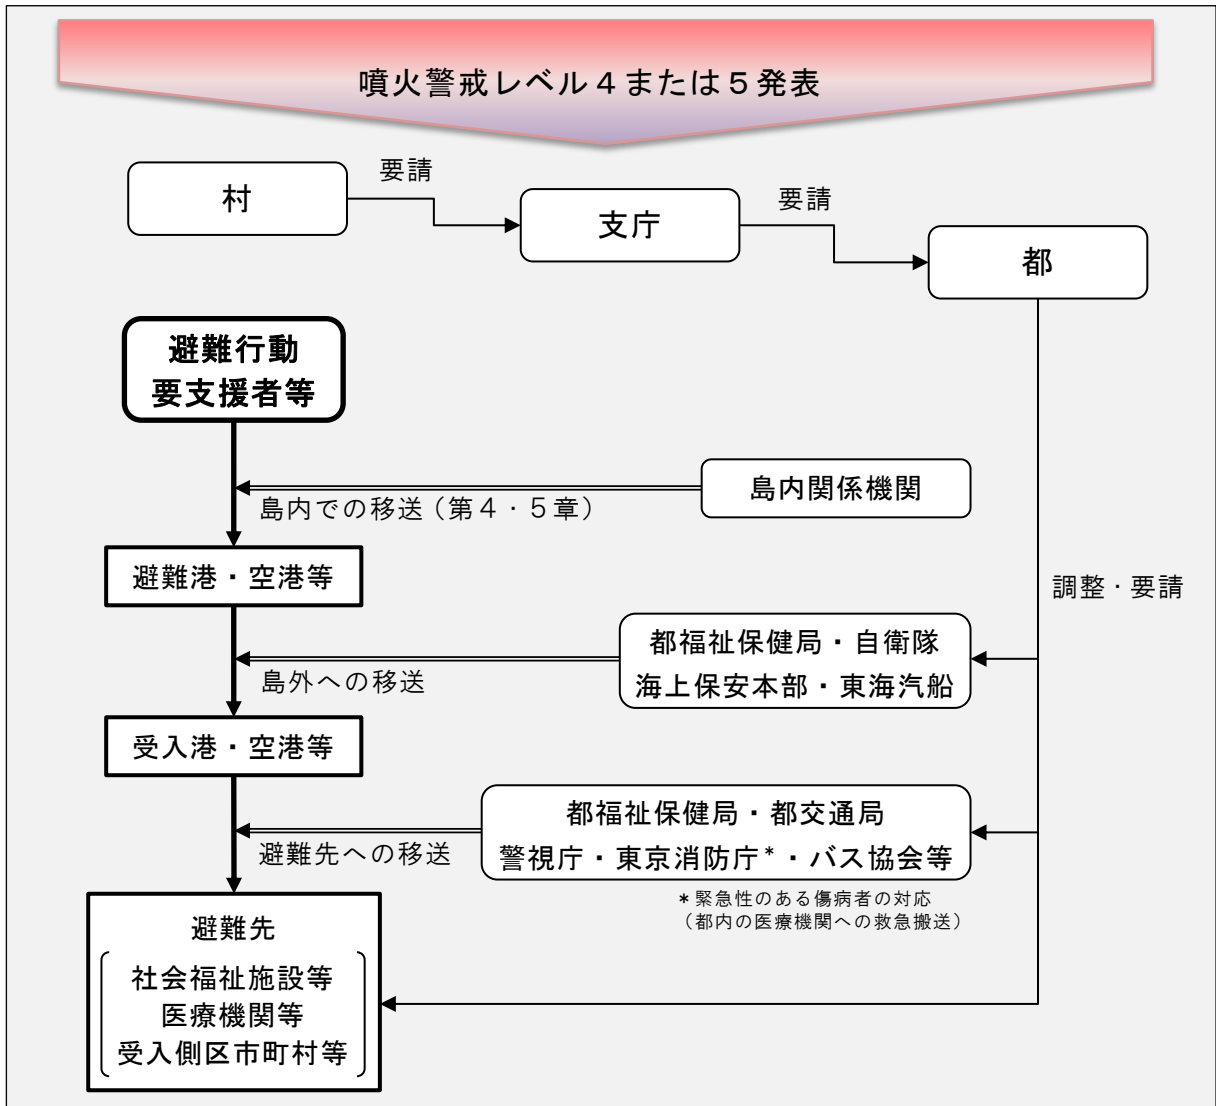 噴火警戒レベル４または５発表
村
要請
支庁
要請
都
避難行動
要支援者等
島内関係機関
島内での移送（第４・５章）
避難港・空港等
調整・要請
都福祉保健局・自衛隊
海上保安本部・東海汽船
島外への移送
受入港・空港等
都福祉保健局・都交通局
警視庁・東京消防庁*・バス協会等
避難先への移送
*緊急性のある傷病者の対応
（都内の医療機関への救急搬送）
避難先
社会福祉施設等
医療機関等
受入側区市町村等